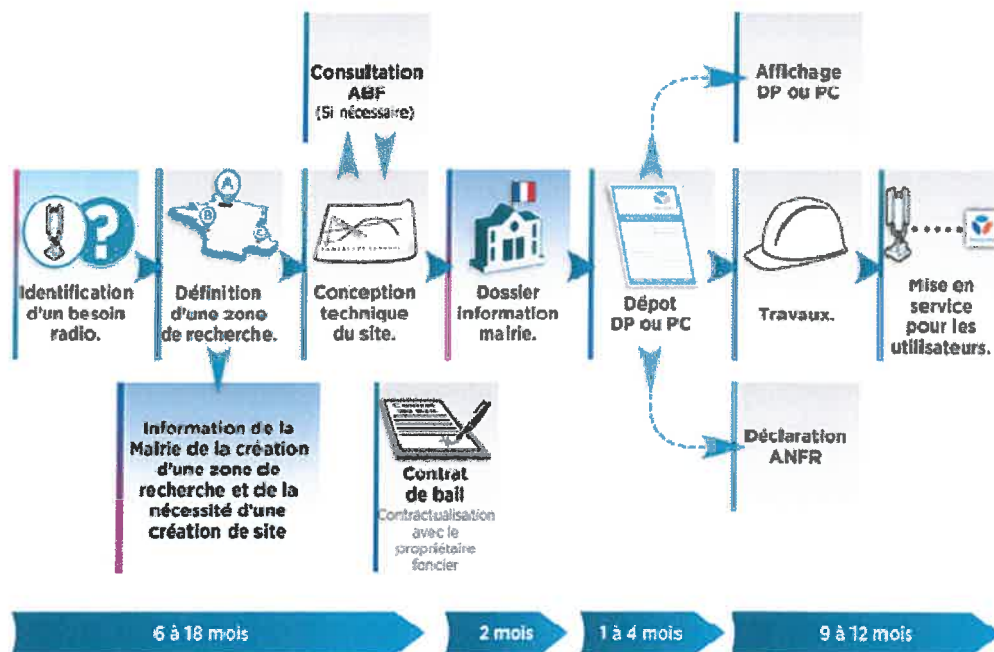 Consultation
ABF
(Si nécessaire)
Affichage
DP ou PC
A
B
Identification
d'un besoin
radio.
Définition
d'une zone
de recherche.
Conception
technique
du site.
Dossier
information
mairie.
Dépot
DP ou PC
Travaux.
Mise en
service
pour les
utilisateurs.
Information de la
Mairie de la création
d'une zone de
recherche et de la
nécessité d'une
création de site
Contrat
de bail
Contractualisation
avec le
propriétaire
foncier
Déclaration
ANFR
6 à 18 mois
2 mois
1 à 4 mois
9 à 12 mois